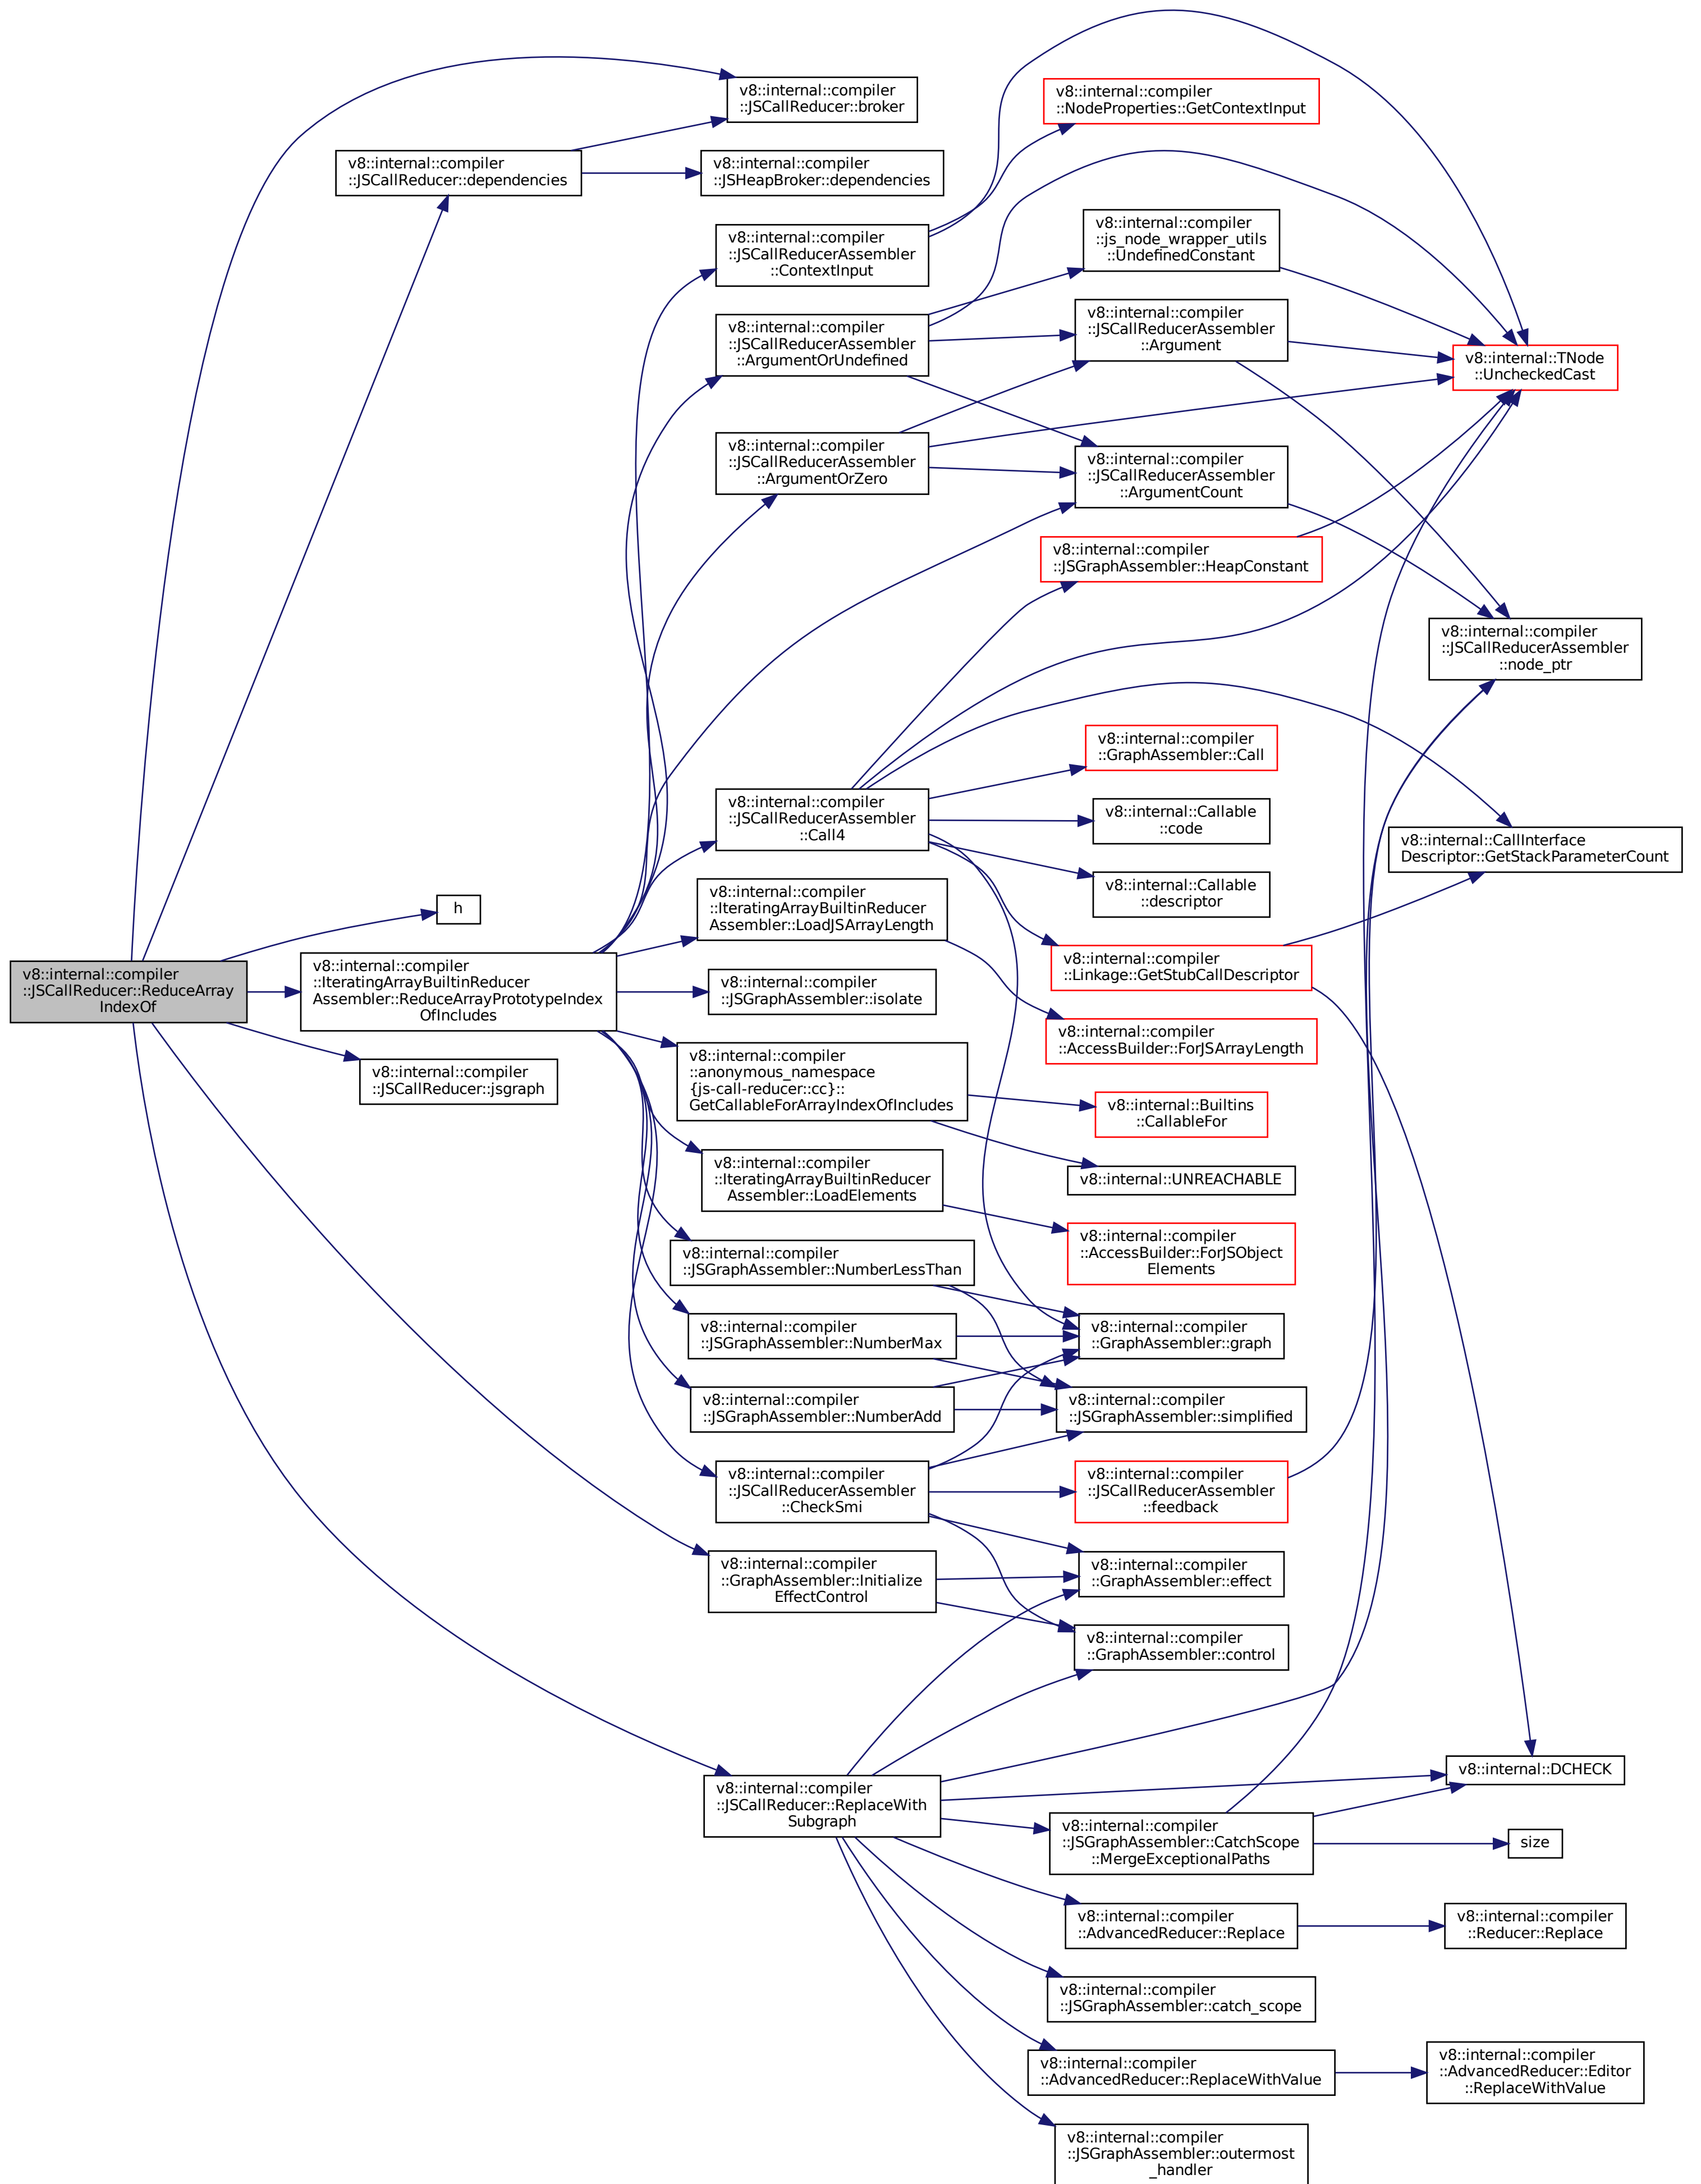 v8::internal::compiler
::JSCallReducer::ReduceArray
IndexOf
v8::internal::compiler
::JSCallReducer::broker
v8::internal::compiler
::JSCallReducer::dependencies
v8::internal::compiler
::JSHeapBroker::dependencies
h
v8::internal::compiler
::IteratingArrayBuiltinReducer
Assembler::ReduceArrayPrototypeIndex
OfIncludes
v8::internal::compiler
::JSCallReducer::jsgraph
v8::internal::compiler
::JSCallReducerAssembler
::ContextInput
v8::internal::compiler
::JSCallReducerAssembler
::ArgumentOrUndefined
v8::internal::compiler
::JSCallReducerAssembler
::ArgumentOrZero
v8::internal::compiler
::JSCallReducerAssembler
::Call4
v8::internal::compiler
::IteratingArrayBuiltinReducer
Assembler::LoadJSArrayLength
v8::internal::compiler
::JSGraphAssembler::isolate
v8::internal::compiler
::anonymous_namespace
{js-call-reducer::cc}::
GetCallableForArrayIndexOfIncludes
v8::internal::compiler
::IteratingArrayBuiltinReducer
Assembler::LoadElements
v8::internal::compiler
::JSGraphAssembler::NumberLessThan
v8::internal::compiler
::JSGraphAssembler::NumberMax
v8::internal::compiler
::JSGraphAssembler::NumberAdd
v8::internal::compiler
::JSCallReducerAssembler
::CheckSmi
v8::internal::compiler
::GraphAssembler::Initialize
EffectControl
v8::internal::compiler
::JSCallReducer::ReplaceWith
Subgraph
v8::internal::compiler
::NodeProperties::GetContextInput
v8::internal::compiler
::js_node_wrapper_utils
::UndefinedConstant
v8::internal::compiler
::JSCallReducerAssembler
::Argument
v8::internal::compiler
::JSCallReducerAssembler
::ArgumentCount
v8::internal::compiler
::JSGraphAssembler::HeapConstant
v8::internal::compiler
::GraphAssembler::Call
v8::internal::Callable
::code
v8::internal::Callable
::descriptor
v8::internal::compiler
::Linkage::GetStubCallDescriptor
v8::internal::compiler
::AccessBuilder::ForJSArrayLength
v8::internal::Builtins
::CallableFor
v8::internal::UNREACHABLE
v8::internal::compiler
::AccessBuilder::ForJSObject
Elements
v8::internal::compiler
::GraphAssembler::graph
v8::internal::compiler
::JSGraphAssembler::simplified
v8::internal::compiler
::JSCallReducerAssembler
::feedback
v8::internal::compiler
::GraphAssembler::effect
v8::internal::compiler
::GraphAssembler::control
v8::internal::compiler
::JSGraphAssembler::CatchScope
::MergeExceptionalPaths
v8::internal::compiler
::AdvancedReducer::Replace
v8::internal::compiler
::JSGraphAssembler::catch_scope
v8::internal::compiler
::AdvancedReducer::ReplaceWithValue
v8::internal::compiler
::JSGraphAssembler::outermost
_handler
v8::internal::TNode
::UncheckedCast
v8::internal::compiler
::JSCallReducerAssembler
::node_ptr
v8::internal::CallInterface
Descriptor::GetStackParameterCount
v8::internal::DCHECK
size
v8::internal::compiler
::Reducer::Replace
v8::internal::compiler
::AdvancedReducer::Editor
::ReplaceWithValue